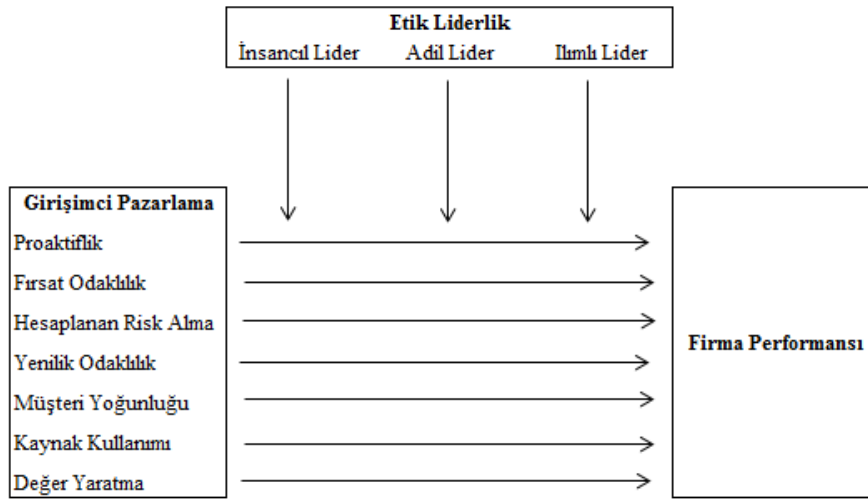 Etik Liderlik
İnsancıl Lider Adil Lider Ilımlı Lider
Girişimci Pazarlama
Proaktiflik
Fırsat Odaklılık
Hesaplanan Risk Alma
Yenilik Odaklılık
Müşteri Yoğunluğu
Kaynak Kullanımı
Değer Yaratma
Firma Performansı